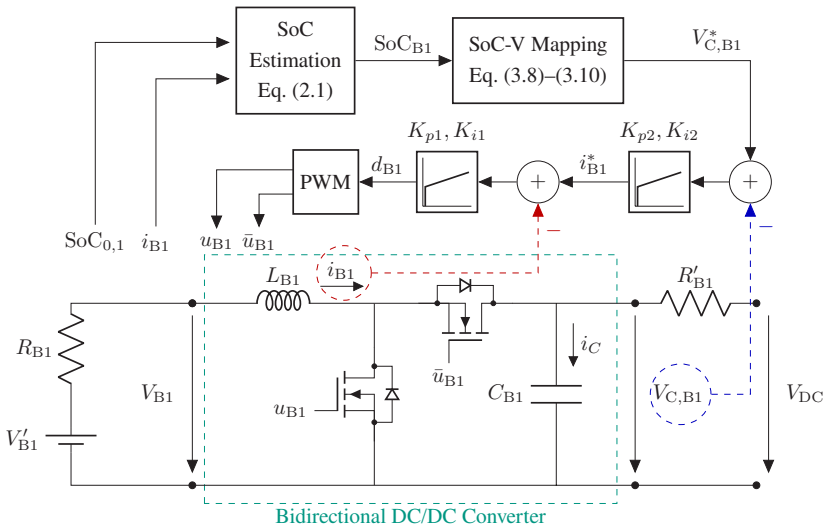 SoC
Estimation
Eq. (2.1)
SoC_B1
SoC-V Mapping
Eq. (3.8)–(3.10)
V*_C,B1
K_p1, K_i1
K_p2, K_i2
PWM
d_B1
+
i*_B1
+
−
−
SoC_0,1
i_B1
u_B1
ū_B1
L_B1
i_B1
R′_B1
R_B1
V_B1
u_B1
ū_B1
i_C
C_B1
V_C,B1
V_DC
V′_B1
Bidirectional DC/DC Converter